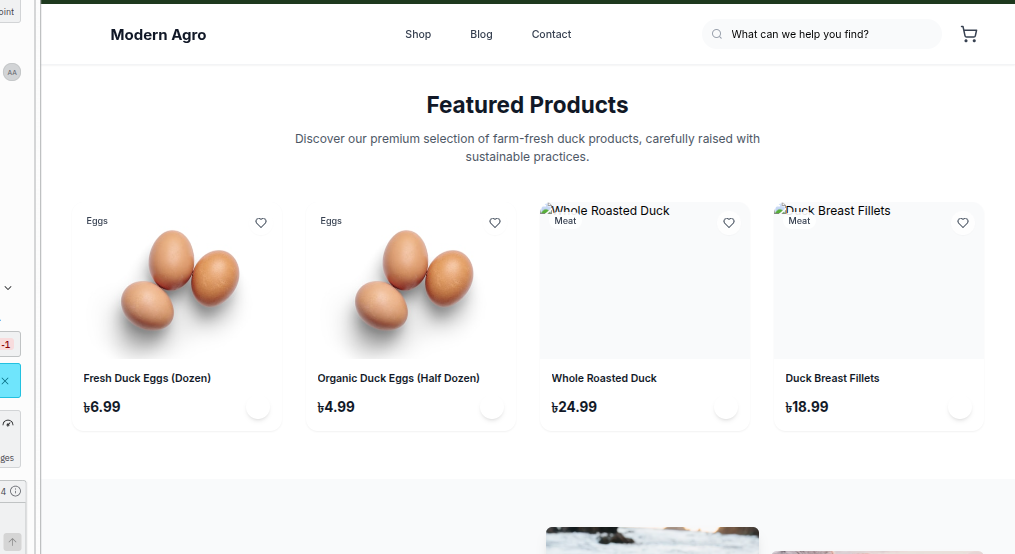 oint
AA
-1
ges
4
Modern Agro
Shop
Blog
Contact
What can we help you find?
Featured Products
Discover our premium selection of farm-fresh duck products, carefully raised with
sustainable practices.
Eggs
Fresh Duck Eggs (Dozen)
৳6.99
Eggs
Organic Duck Eggs (Half Dozen)
৳4.99
Whole Roasted Duck
Meat
Whole Roasted Duck
৳24.99
Duck Breast Fillets
Meat
Duck Breast Fillets
৳18.99